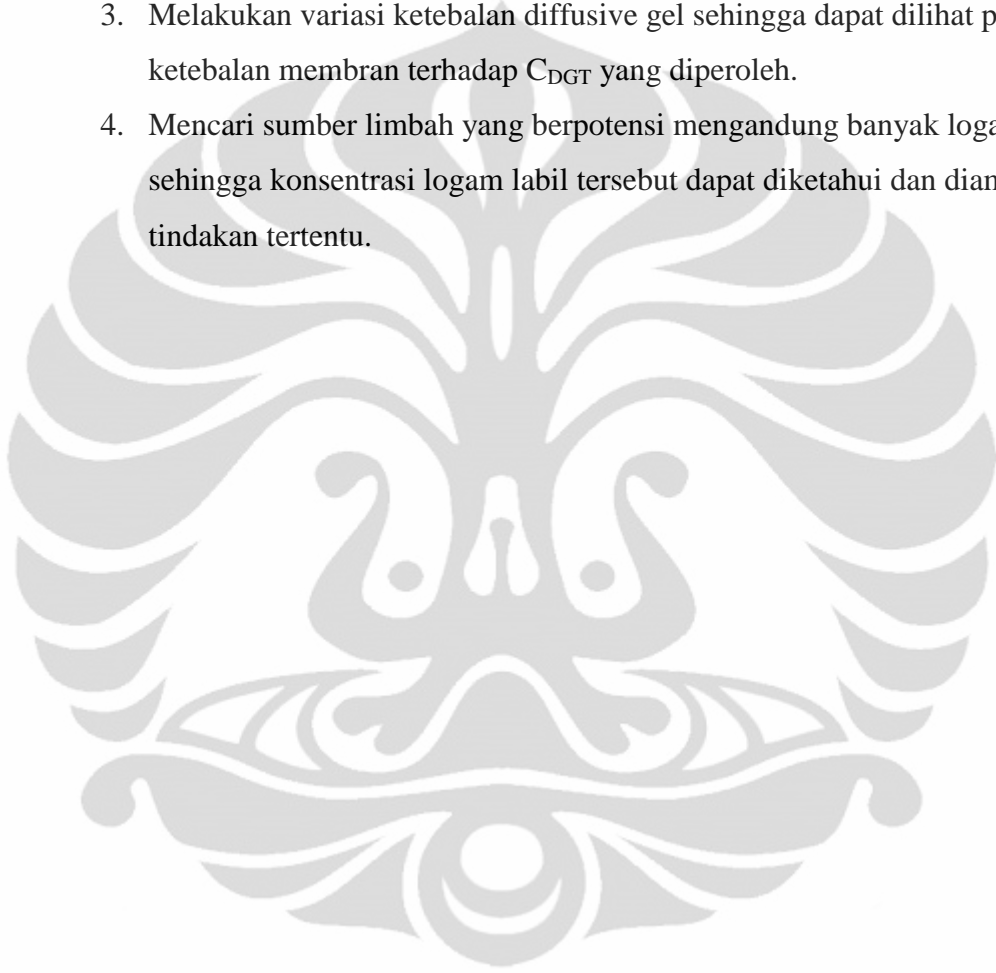 3. Melakukan variasi ketebalan diffusive gel sehingga dapat dilihat
ketebalan membran terhadap C_DGT yang diperoleh.
4. Mencari sumber limbah yang berpotensi mengandung banyak
sehingga konsentrasi logam labil tersebut dapat diketahui dan
tindakan tertentu.